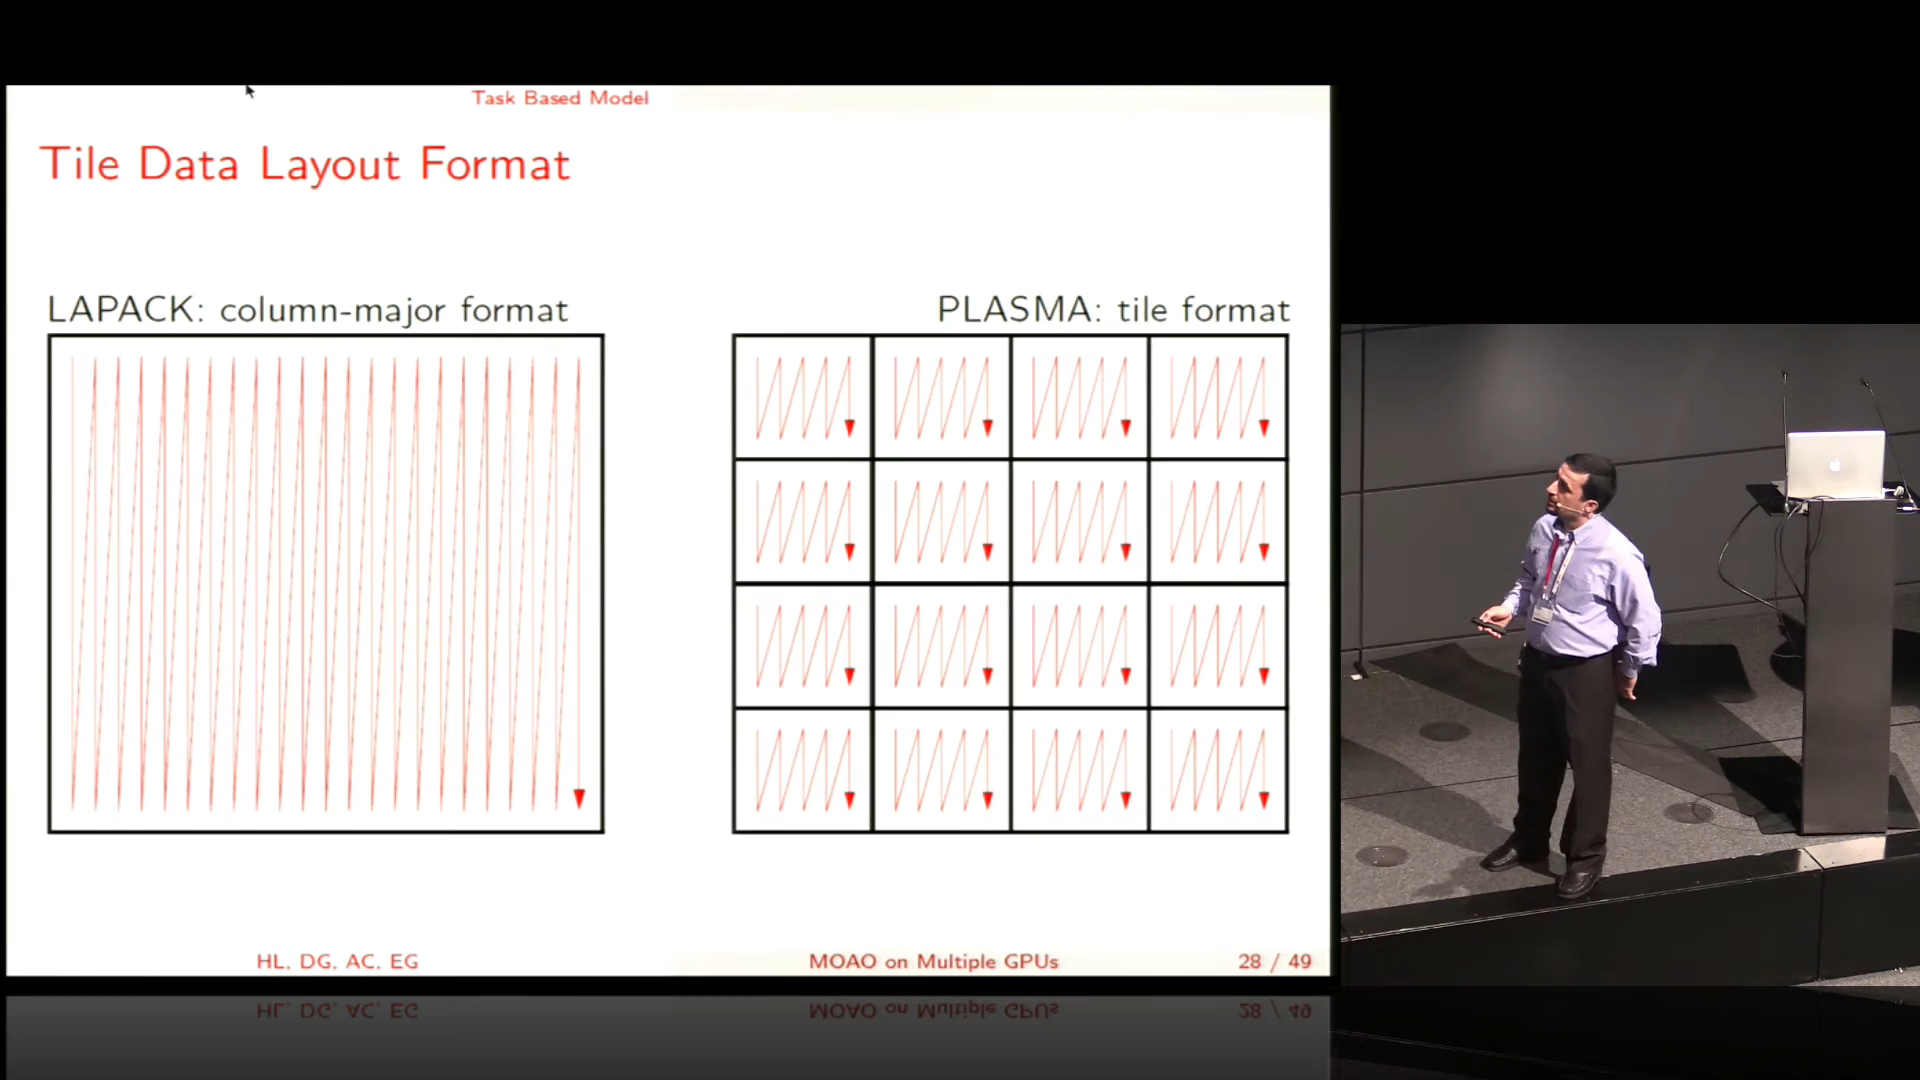 Task Based Model
Tile Data Layout Format
LAPACK: column-major format
PLASMA: tile format
HL, DG, AC, EG
MOAO on Multiple GPUs
28 / 49